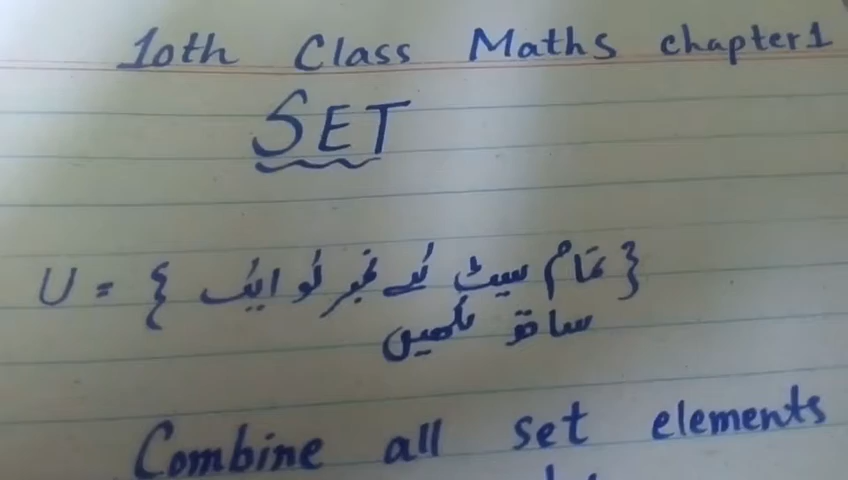 10th Class Maths chapter1
SET
U = { تمام سیٹ کے نمبر کو ایک }
ساتھ لکھیں
Combine all set elements